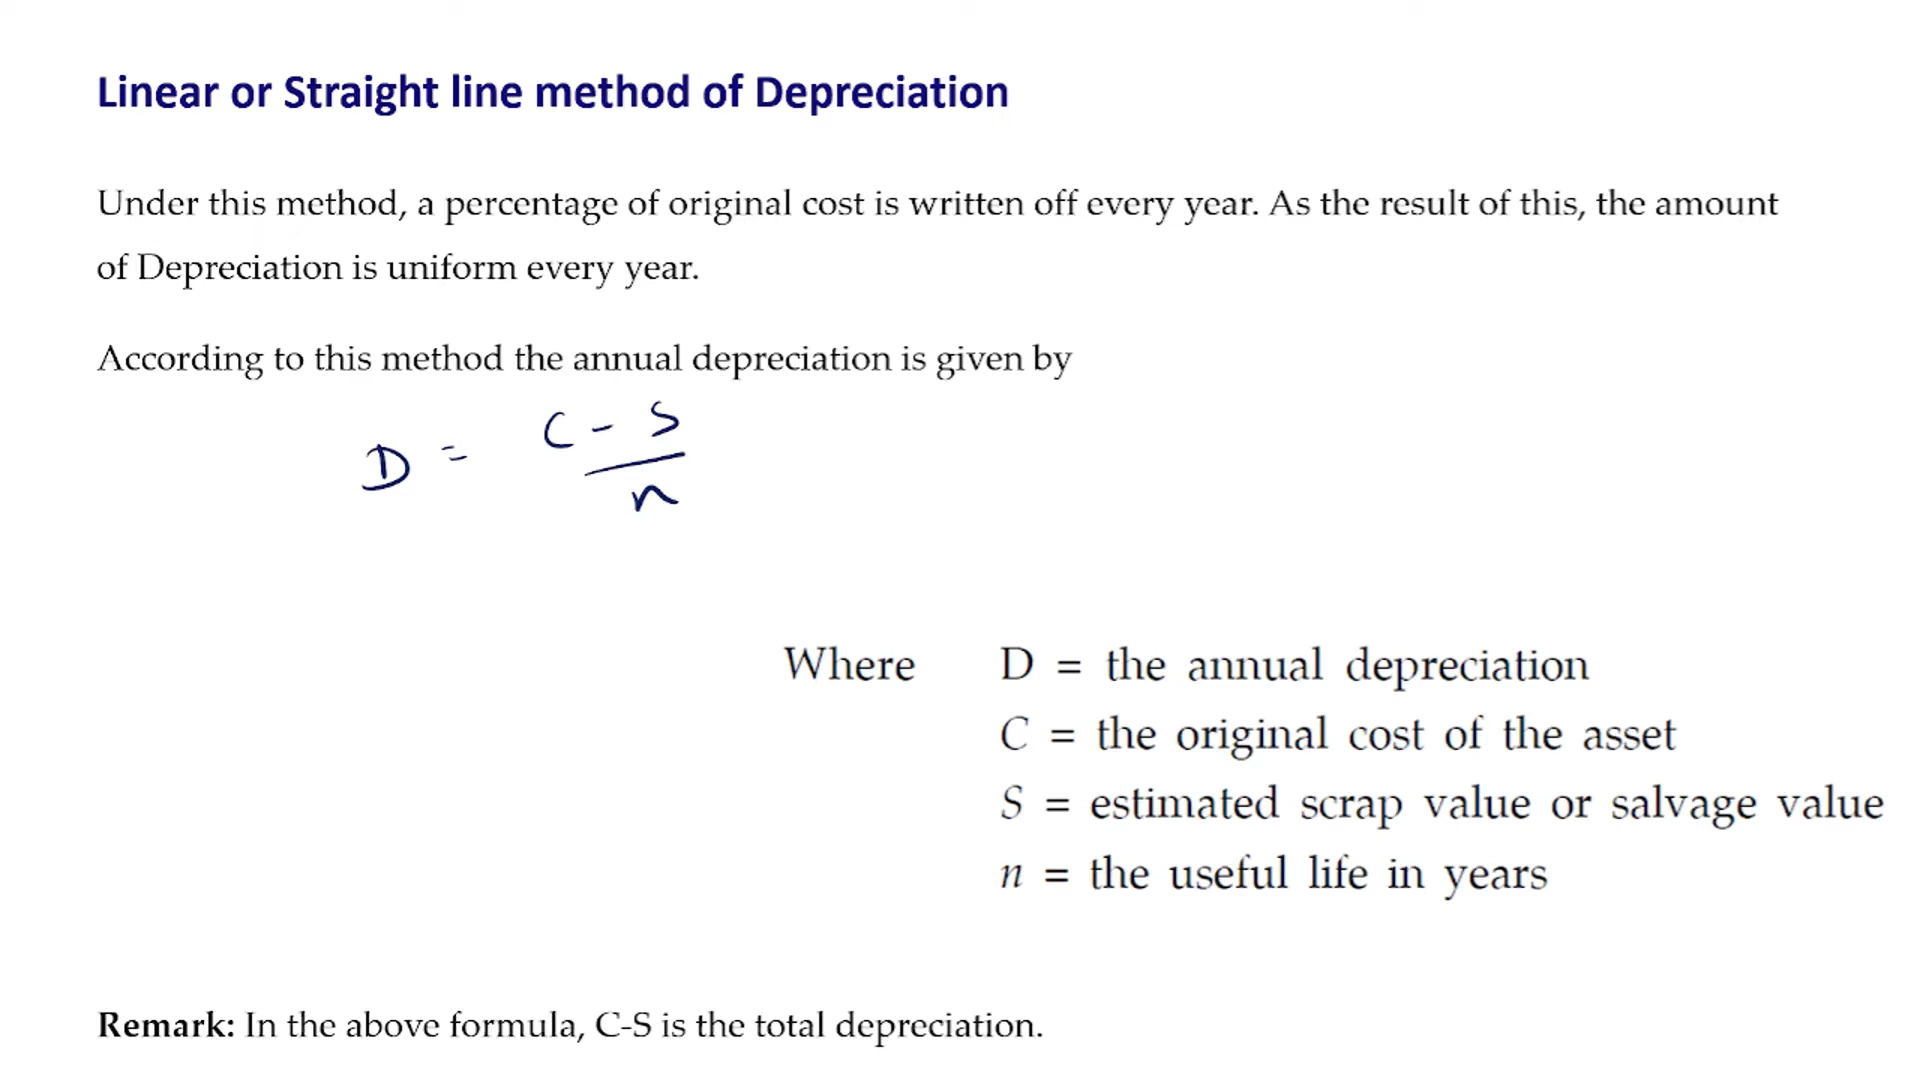 Linear or Straight line method of Depreciation
Under this method, a percentage of original cost is written off every year. As the result of this, the amount
of Depreciation is uniform every year.
According to this method the annual depreciation is given by
D = C - S
n
Where D = the annual depreciation
C = the original cost of the asset
S = estimated scrap value or salvage value
n = the useful life in years
Remark: In the above formula, C-S is the total depreciation.